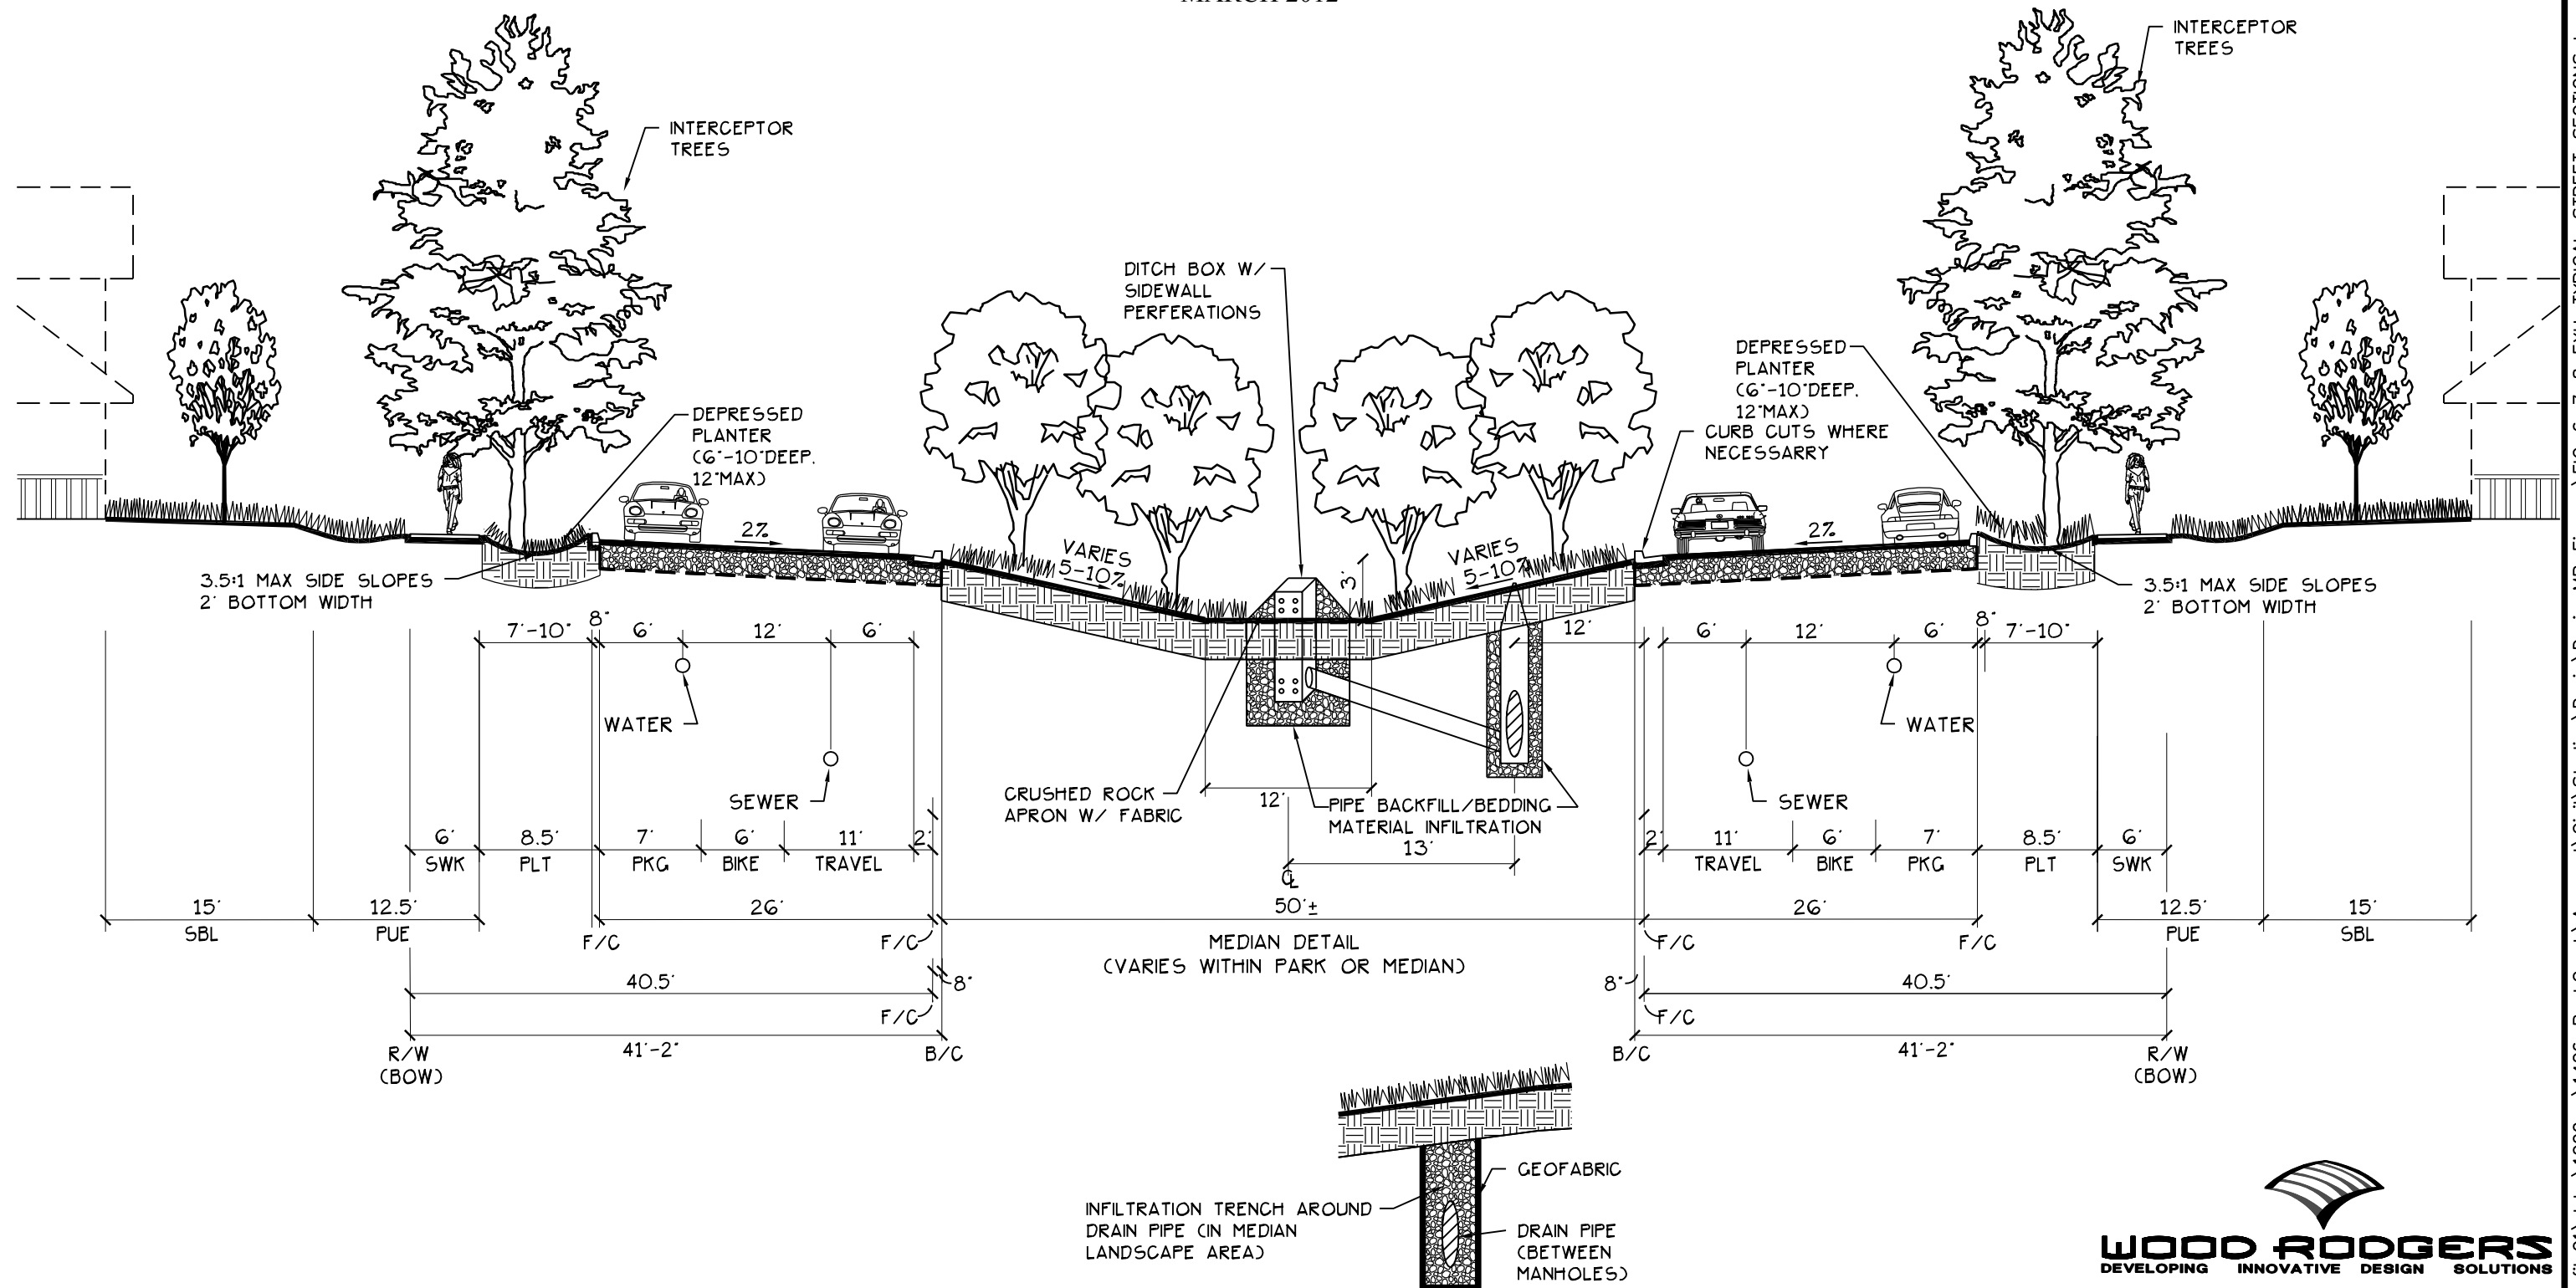 MARCH 2012
INTERCEPTOR
TREES
INTERCEPTOR
TREES
DITCH BOX W/
SIDEWALL
PERFERATIONS
DEPRESSED
PLANTER
(6"-10"DEEP.
12"MAX)
CURB CUTS WHERE
NECESSARRY
DEPRESSED
PLANTER
(6"-10"DEEP.
12"MAX)
2%
VARIES
5-10%
3'
VARIES
5-10%
2%
3.5:1 MAX SIDE SLOPES
2' BOTTOM WIDTH
3.5:1 MAX SIDE SLOPES
2' BOTTOM WIDTH
7'-10"
8"
6'
12'
6'
12'
6'
12'
6'
8"
7'-10"
WATER
WATER
SEWER
SEWER
CRUSHED ROCK
APRON W/ FABRIC
12'
PIPE BACKFILL/BEDDING
MATERIAL INFILTRATION
13'
6'
8.5'
7'
6'
11'
2'
SWK
PLT
PKG
BIKE
TRAVEL
2'
11'
6'
7'
8.5'
6'
TRAVEL
BIKE
PKG
PLT
SWK
℄
15'
12.5'
26'
50'±
26'
12.5'
15'
SBL
PUE
F/C
F/C
MEDIAN DETAIL
(VARIES WITHIN PARK OR MEDIAN)
F/C
F/C
PUE
SBL
40.5'
8"
8"
40.5'
F/C
F/C
41'-2"
41'-2"
R/W
(BOW)
B/C
B/C
R/W
(BOW)
GEOFABRIC
INFILTRATION TRENCH AROUND
DRAIN PIPE (IN MEDIAN
LANDSCAPE AREA)
DRAIN PIPE
(BETWEEN
MANHOLES)
WOOD RODGERS
DEVELOPING INNOVATIVE DESIGN SOLUTIONS